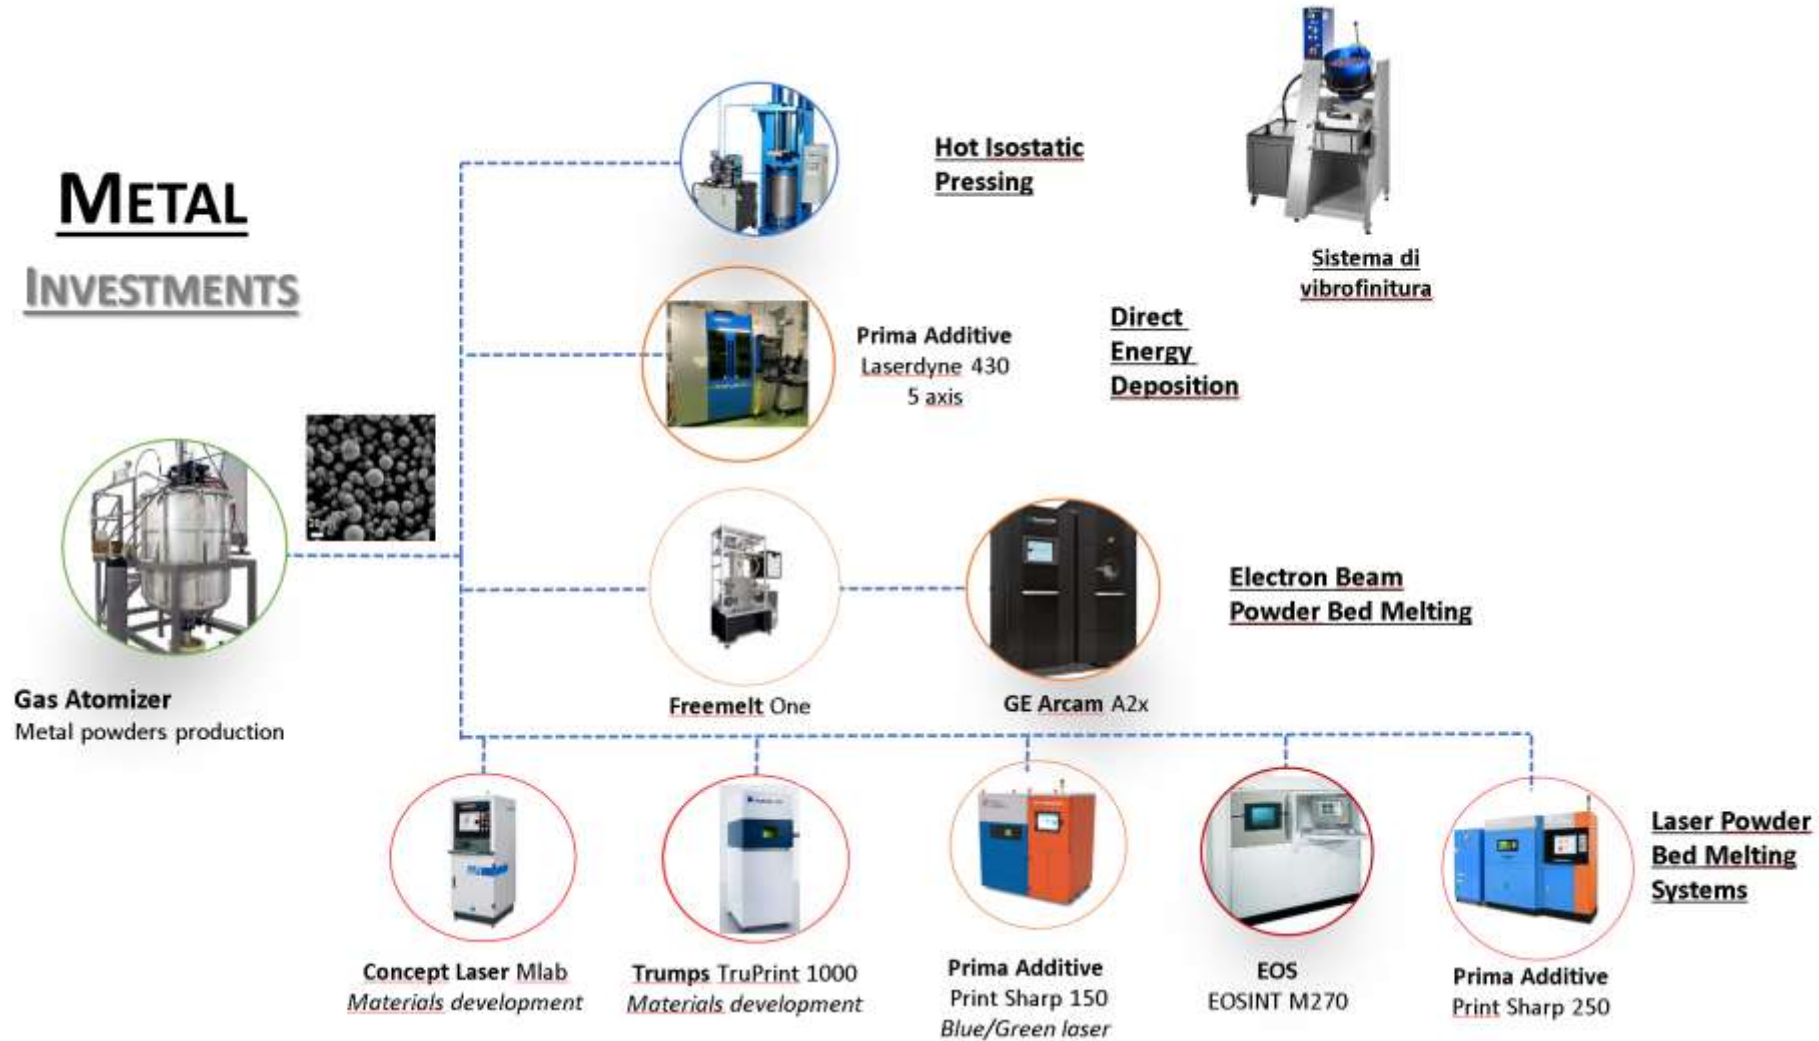 METAL
INVESTMENTS
Hot Isostatic
Pressing
Sistema di
vibrofinitura
Prima Additive
Laserdyne 430
5 axis
Direct
Energy
Deposition
Electron Beam
Powder Bed Melting
Gas Atomizer
Metal powders production
Freemelt One
GE Arcam A2x
Laser Powder
Bed Melting
Systems
Concept Laser Mlab
Materials development
Trumps TruPrint 1000
Materials development
Prima Additive
Print Sharp 150
Blue/Green laser
EOS
EOSINT M270
Prima Additive
Print Sharp 250